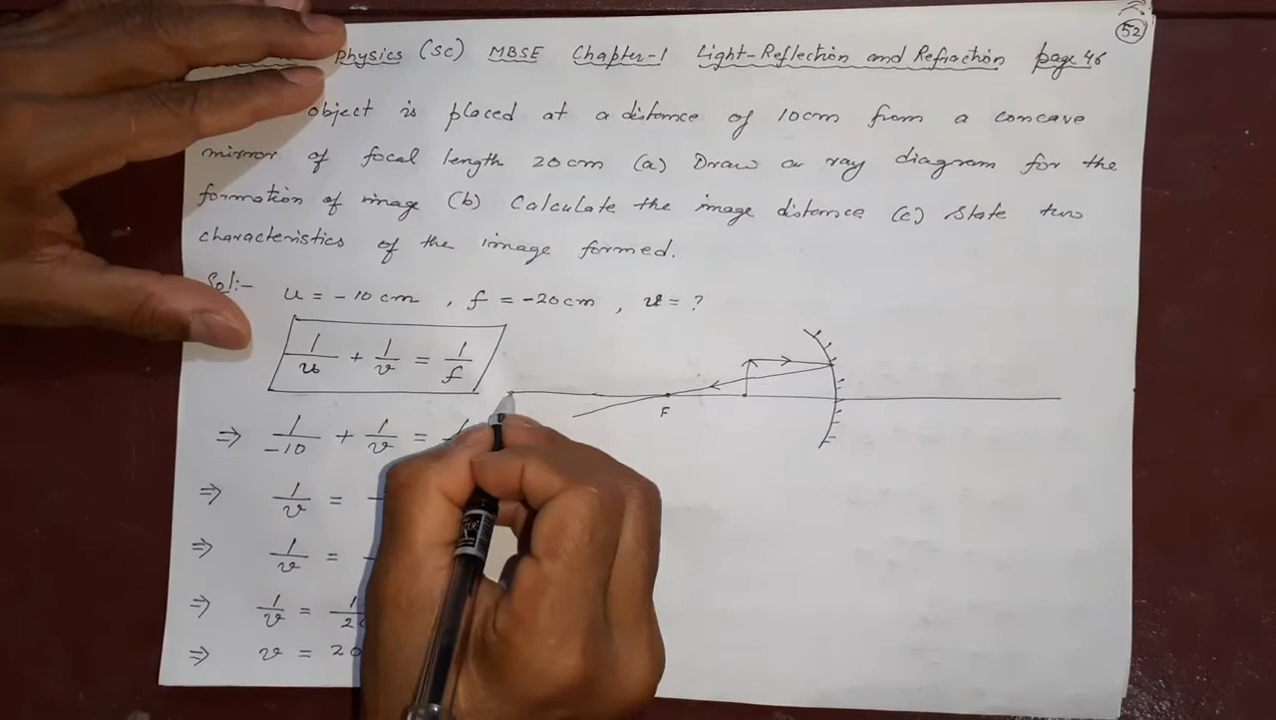 52
Physics (SC) MBSE Chapter-1 Light-Reflection and Refraction page 46
object is placed at a distance of 10cm from a concave
mirror of focal length 20cm (a) Draw a ray diagram for the
formation of image (b) Calculate the image distance (c) State two
characteristics of the image formed.
Sol:-
u = -10cm , f = -20cm , v = ?
1/u + 1/v = 1/f
F
⇒ 1/-10 + 1/v =
⇒ 1/v = -
⇒ 1/v = -
⇒ 1/v = 1/2
⇒ v = 20